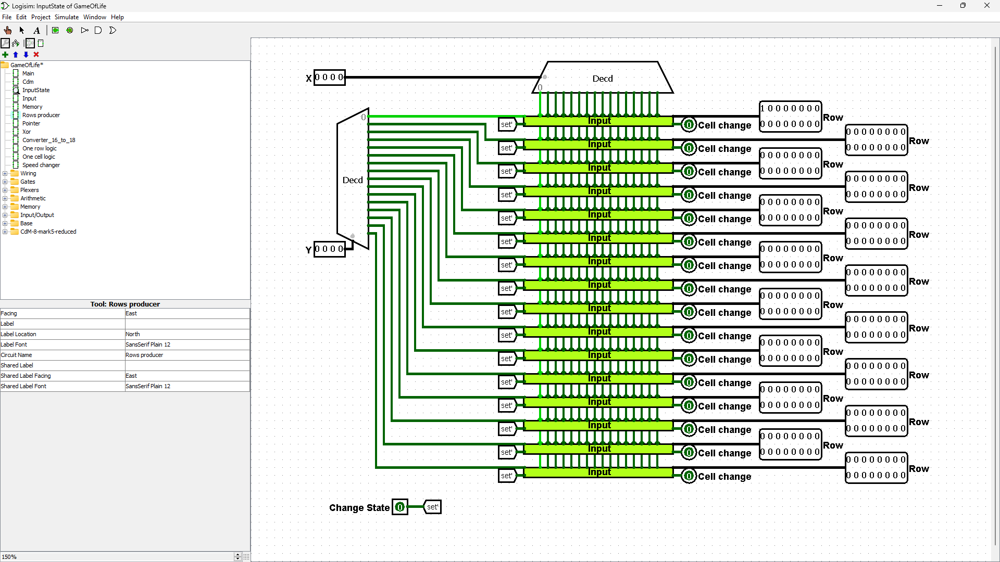 Logisim: InputState of GameOfLife
File Edit Project Simulate Window Help
A
GameOfLife*
Main
Cdm
InputState
Input
Memory
Rows producer
Pointer
Xor
Converter_16_to_18
One row logic
One cell logic
Speed changer
Wiring
Gates
Plexers
Arithmetic
Memory
Input/Output
Base
CdM-8-mark5-reduced
Tool: Rows producer
Facing East
Label
Label Location North
Label Font SansSerif Plain 12
Circuit Name Rows producer
Shared Label
Shared Label Facing East
Shared Label Font SansSerif Plain 12
150%
X 0 0 0 0
Decd
0
0
Decd
Y 0 0 0 0
set' Input 0 Cell change
1 0 0 0 0 0 0 0
0 0 0 0 0 0 0 0
Row
set' Input 0 Cell change
0 0 0 0 0 0 0 0
0 0 0 0 0 0 0 0
Row
set' Input 0 Cell change
0 0 0 0 0 0 0 0
0 0 0 0 0 0 0 0
Row
set' Input 0 Cell change
0 0 0 0 0 0 0 0
0 0 0 0 0 0 0 0
Row
set' Input 0 Cell change
0 0 0 0 0 0 0 0
0 0 0 0 0 0 0 0
Row
set' Input 0 Cell change
0 0 0 0 0 0 0 0
0 0 0 0 0 0 0 0
Row
set' Input 0 Cell change
0 0 0 0 0 0 0 0
0 0 0 0 0 0 0 0
Row
set' Input 0 Cell change
0 0 0 0 0 0 0 0
0 0 0 0 0 0 0 0
Row
set' Input 0 Cell change
0 0 0 0 0 0 0 0
0 0 0 0 0 0 0 0
Row
set' Input 0 Cell change
0 0 0 0 0 0 0 0
0 0 0 0 0 0 0 0
Row
set' Input 0 Cell change
0 0 0 0 0 0 0 0
0 0 0 0 0 0 0 0
Row
set' Input 0 Cell change
0 0 0 0 0 0 0 0
0 0 0 0 0 0 0 0
Row
set' Input 0 Cell change
0 0 0 0 0 0 0 0
0 0 0 0 0 0 0 0
Row
set' Input 0 Cell change
0 0 0 0 0 0 0 0
0 0 0 0 0 0 0 0
Row
set' Input 0 Cell change
0 0 0 0 0 0 0 0
0 0 0 0 0 0 0 0
Row
set' Input 0 Cell change
0 0 0 0 0 0 0 0
0 0 0 0 0 0 0 0
Row
Change State 0 set'